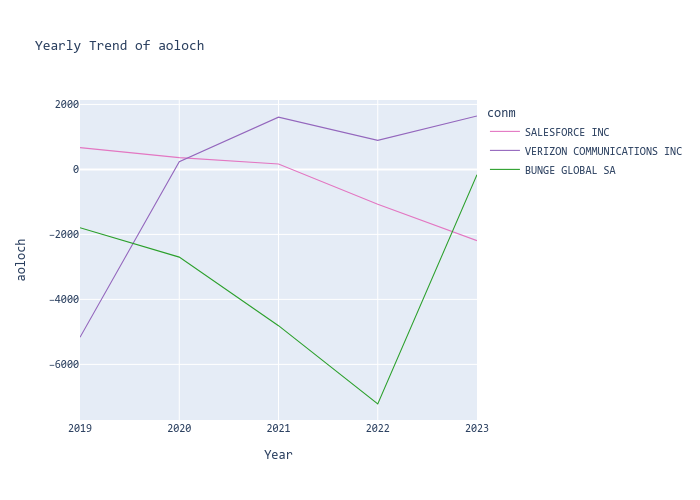 Yearly Trend of aoloch
conm
SALESFORCE INC
VERIZON COMMUNICATIONS INC
BUNGE GLOBAL SA
aoloch
2000
0
−2000
−4000
−6000
2019 2020 2021 2022 2023
Year